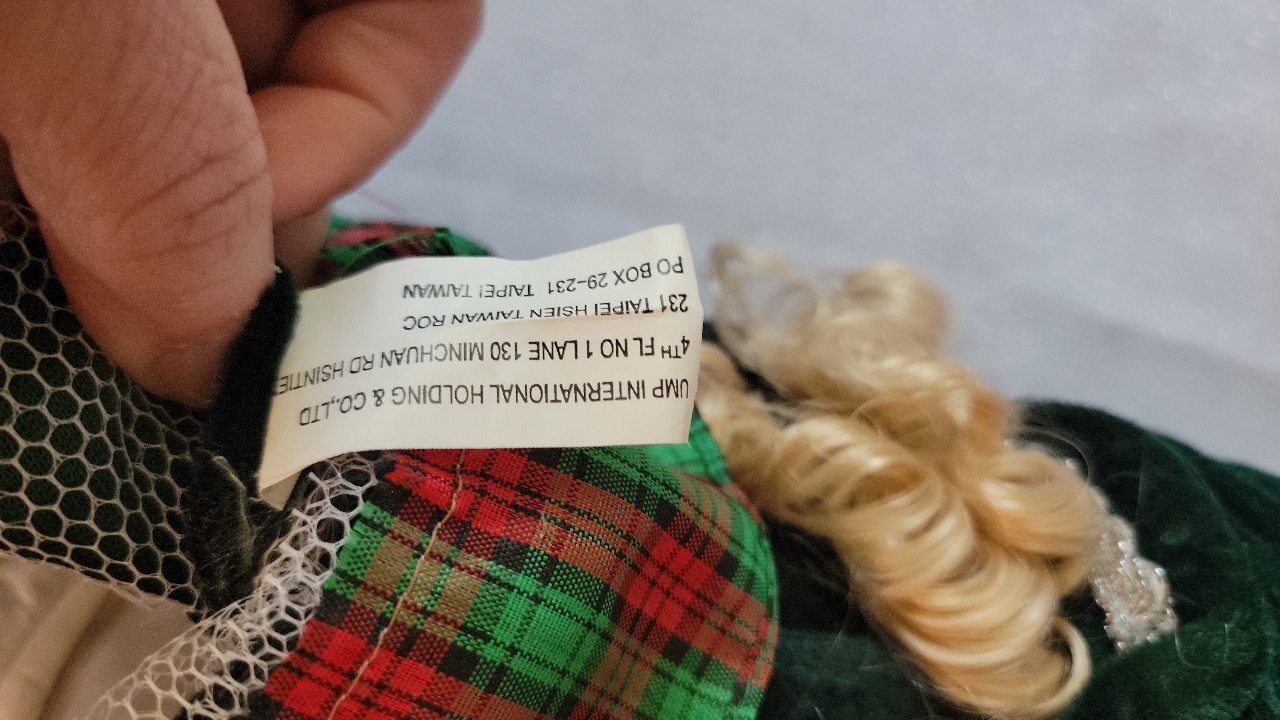 UMP INTERNATIONAL HOLDING & CO.,LTD
4TH FL NO 1 LANE 130 MINCHUAN RD
231 TAIPEI HSIEN TAIWAN ROC
PO BOX 29-231 TAIPEI TAIWAN